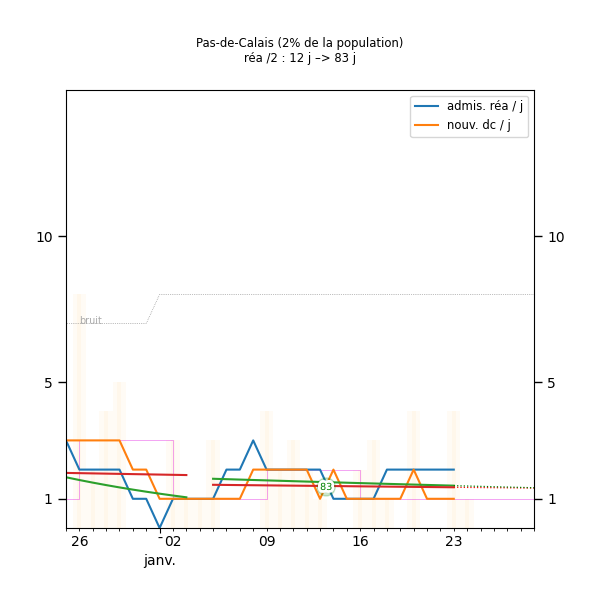 Pas-de-Calais (2% de la population)
réa /2 : 12 j –> 83 j
admis. réa / j
nouv. dc / j
10 10
bruit
5 5
83
1 1
26 02 09 16 23
janv.